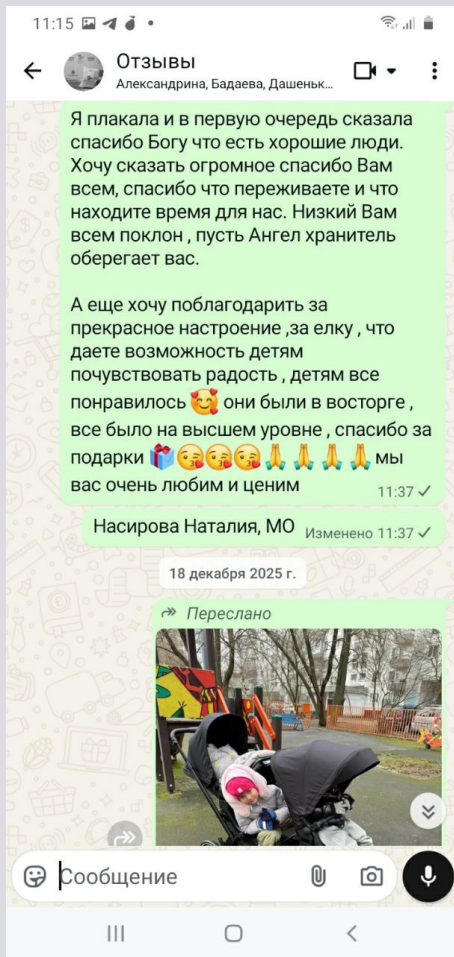 11:15
Отзывы
Александрина, Бадаева, Дашеньк...
Я плакала и в первую очередь сказала
спасибо Богу что есть хорошие люди.
Хочу сказать огромное спасибо Вам
всем, спасибо что переживаете и что
находите время для нас. Низкий Вам
всем поклон , пусть Ангел хранитель
оберегает вас.
А еще хочу поблагодарить за
прекрасное настроение ,за елку , что
даете возможность детям
почувствовать радость , детям все
понравилось 🥰 они были в восторге ,
все было на высшем уровне , спасибо за
подарки 🎁😘😘😘🙏🙏🙏🙏 мы
вас очень любим и ценим
11:37
Насирова Наталия, МО
Изменено 11:37
18 декабря 2025 г.
Переслано
Сообщение